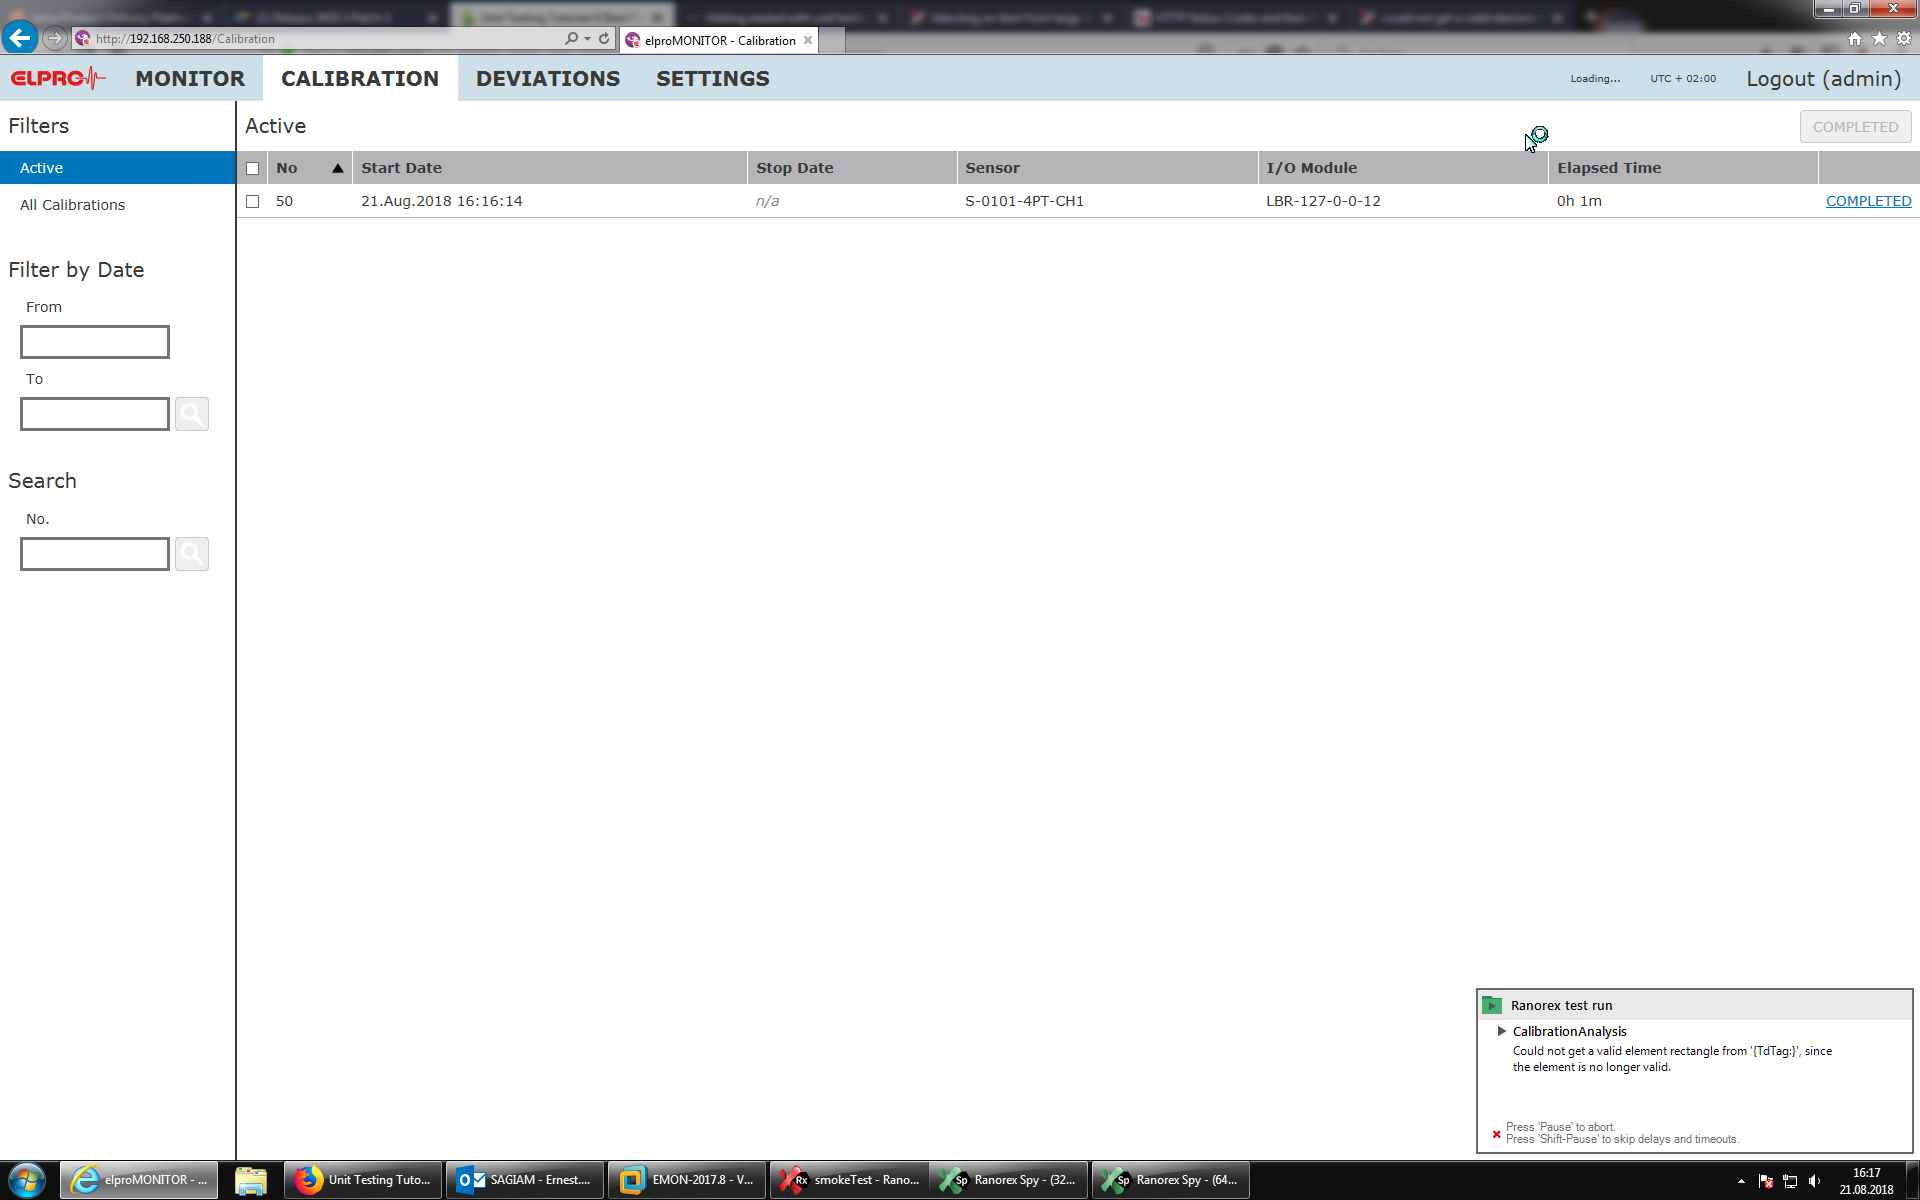 http://192.168.250.188/Calibration
elproMONITOR - Calibration
ELPRO MONITOR CALIBRATION DEVIATIONS SETTINGS Loading... UTC + 02:00 Logout (admin)
Filters
Active
All Calibrations
Filter by Date
From
To
Search
No.
Active COMPLETED
No Start Date Stop Date Sensor I/O Module Elapsed Time
50 21.Aug.2018 16:16:14 n/a S-0101-4PT-CH1 LBR-127-0-0-12 0h 1m COMPLETED
Ranorex test run
CalibrationAnalysis
Could not get a valid element rectangle from '{TdTag:}', since
the element is no longer valid.
Press 'Pause' to abort.
Press 'Shift-Pause' to skip delays and timeouts.
elproMONITOR - ... Unit Testing Tuto... SAGIAM - Ernest.... EMON-2017.8 - V... smokeTest - Rano... Ranorex Spy - (32... Ranorex Spy - (64...
16:17
21.08.2018